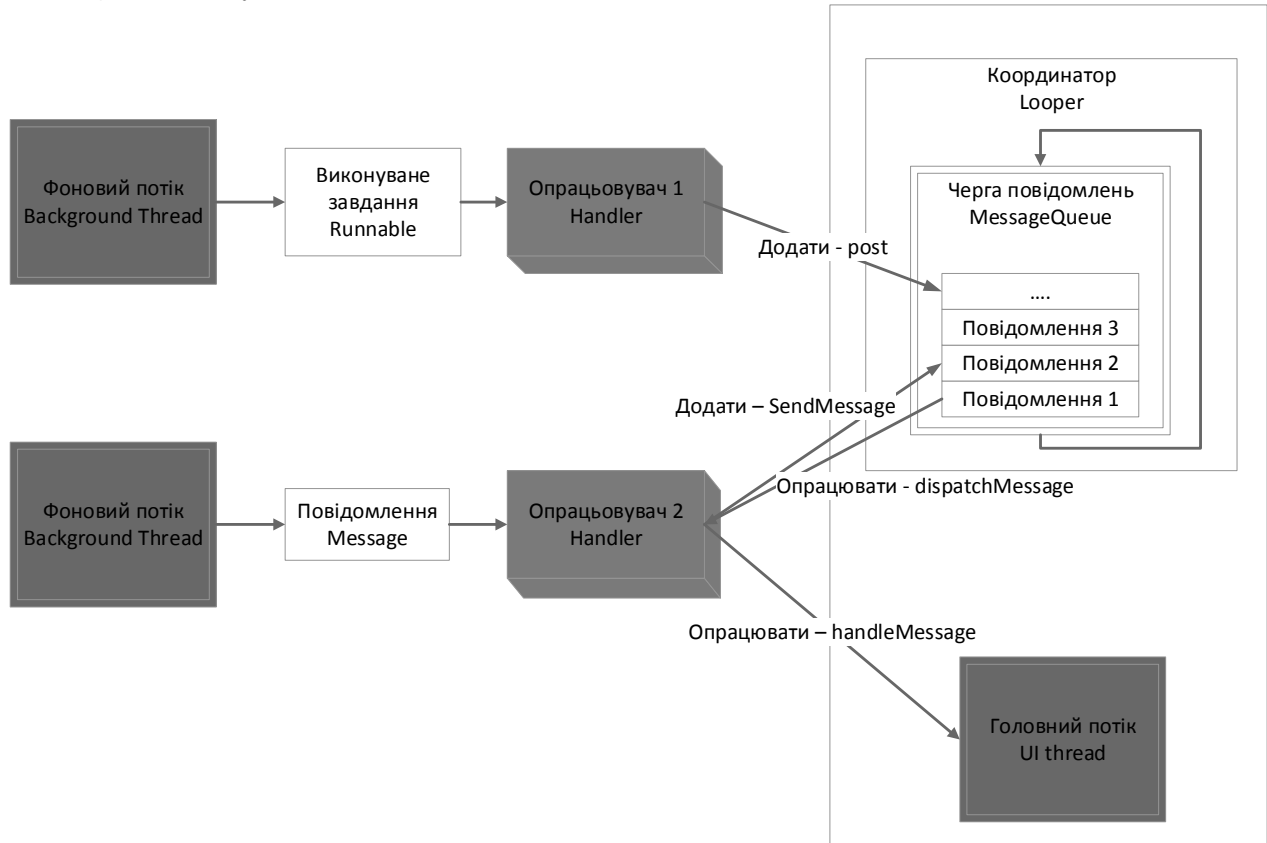 Координатор
Looper
Фоновий потік
Background Thread
Виконуване
завдання
Runnable
Опрацьовувач 1
Handler
Черга повідомлень
MessageQueue
Додати - post
....
Повідомлення 3
Повідомлення 2
Повідомлення 1
Додати – SendMessage
Опрацювати - dispatchMessage
Фоновий потік
Background Thread
Повідомлення
Message
Опрацьовувач 2
Handler
Опрацювати – handleMessage
Головний потік
UI thread